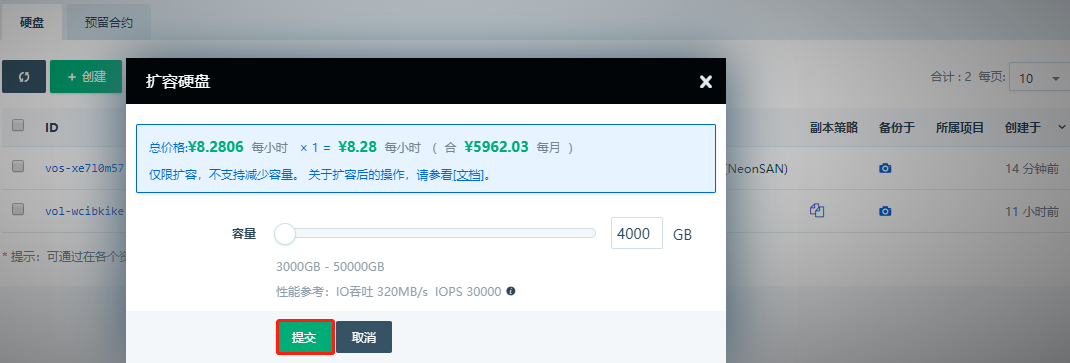 硬盘 预留合约
+ 创建 合计：2 每页: 10
扩容硬盘
ID 副本策略 备份于 所属项目 创建于
总价格:¥8.2806 每小时 × 1 = ¥8.28 每小时 ( 合 ¥5962.03 每月 )
vos-xe7l0m57 (NeonSAN) 14 分钟前
仅限扩容，不支持减少容量。 关于扩容后的操作，请参看[文档]。
vol-wcibkike 11 小时前
容量 4000 GB
* 提示：可通过在各个资
3000GB - 50000GB
性能参考：IO吞吐 320MB/s IOPS 30000
提交 取消